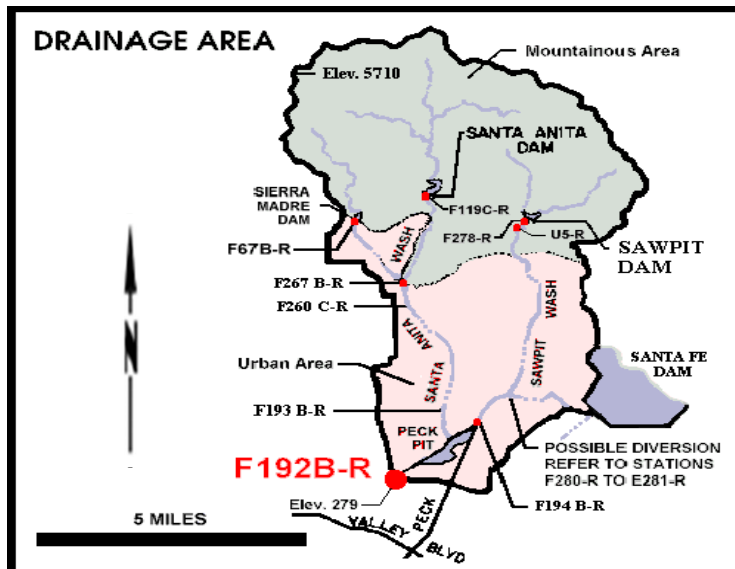 DRAINAGE AREA
Mountainous Area
Elev. 5710
SANTA ANITA
DAM
SIERRA
MADRE
DAM
F119C-R
F67B-R
WASH
F278-R
U5-R
SAWPIT
DAM
F267 B-R
F260 C-R
WASH
ANITA
SANTA
SAWPIT
Urban Area
SANTA FE
DAM
N
F193 B-R
PECK
PIT
F192B-R
POSSIBLE DIVERSION
REFER TO STATIONS
F280-R TO E281-R
Elev. 279
F194 B-R
5 MILES
VALLEY BLVD
PECK